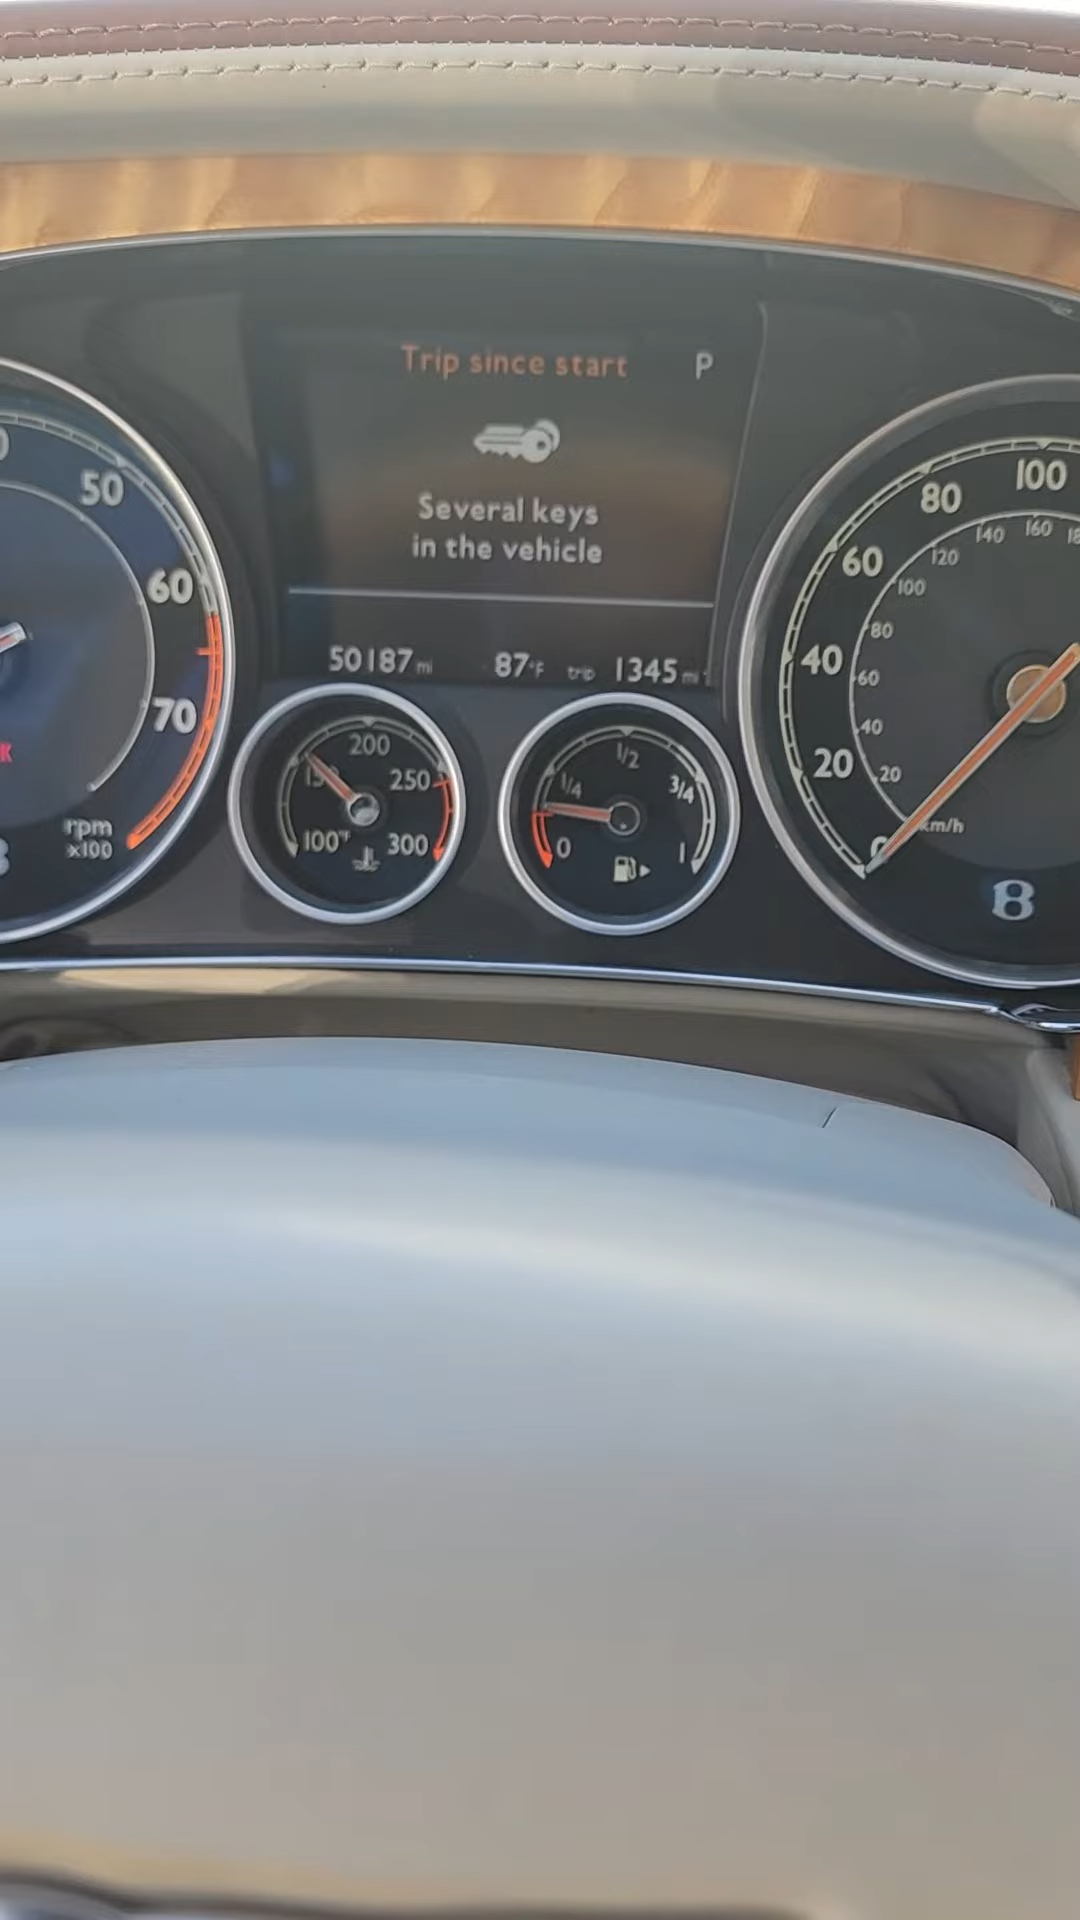 Trip since start P
Several keys
in the vehicle
50187 mi 87°F trip 1345 mi
50
60
70
rpm
x100
200
150
250
100°F
300
1/2
1/4
3/4
0
1
100
80
60
40
20
0
160
140
120
100
80
60
40
20
km/h
B